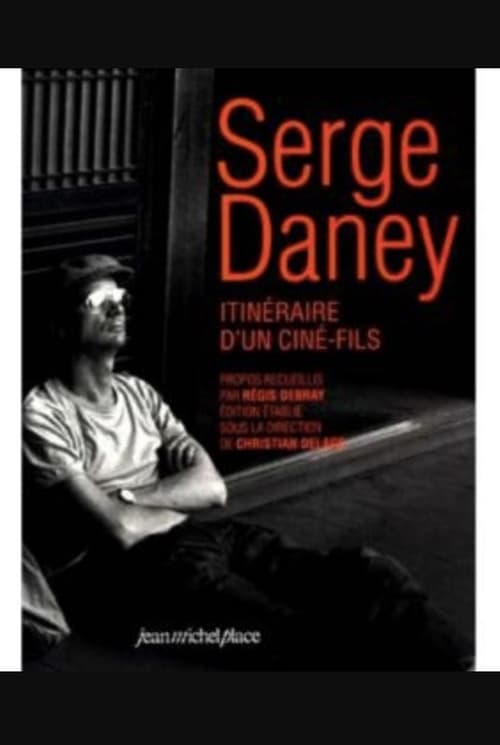 Serge
Daney
ITINÉRAIRE
D'UN CINÉ-FILS
PROPOS RECUEILLIS
PAR RÉGIS DEBRAY
ÉDITION ÉTABLIE
SOUS LA DIRECTION
DE CHRISTIAN DELAGE
jeanmichelplace